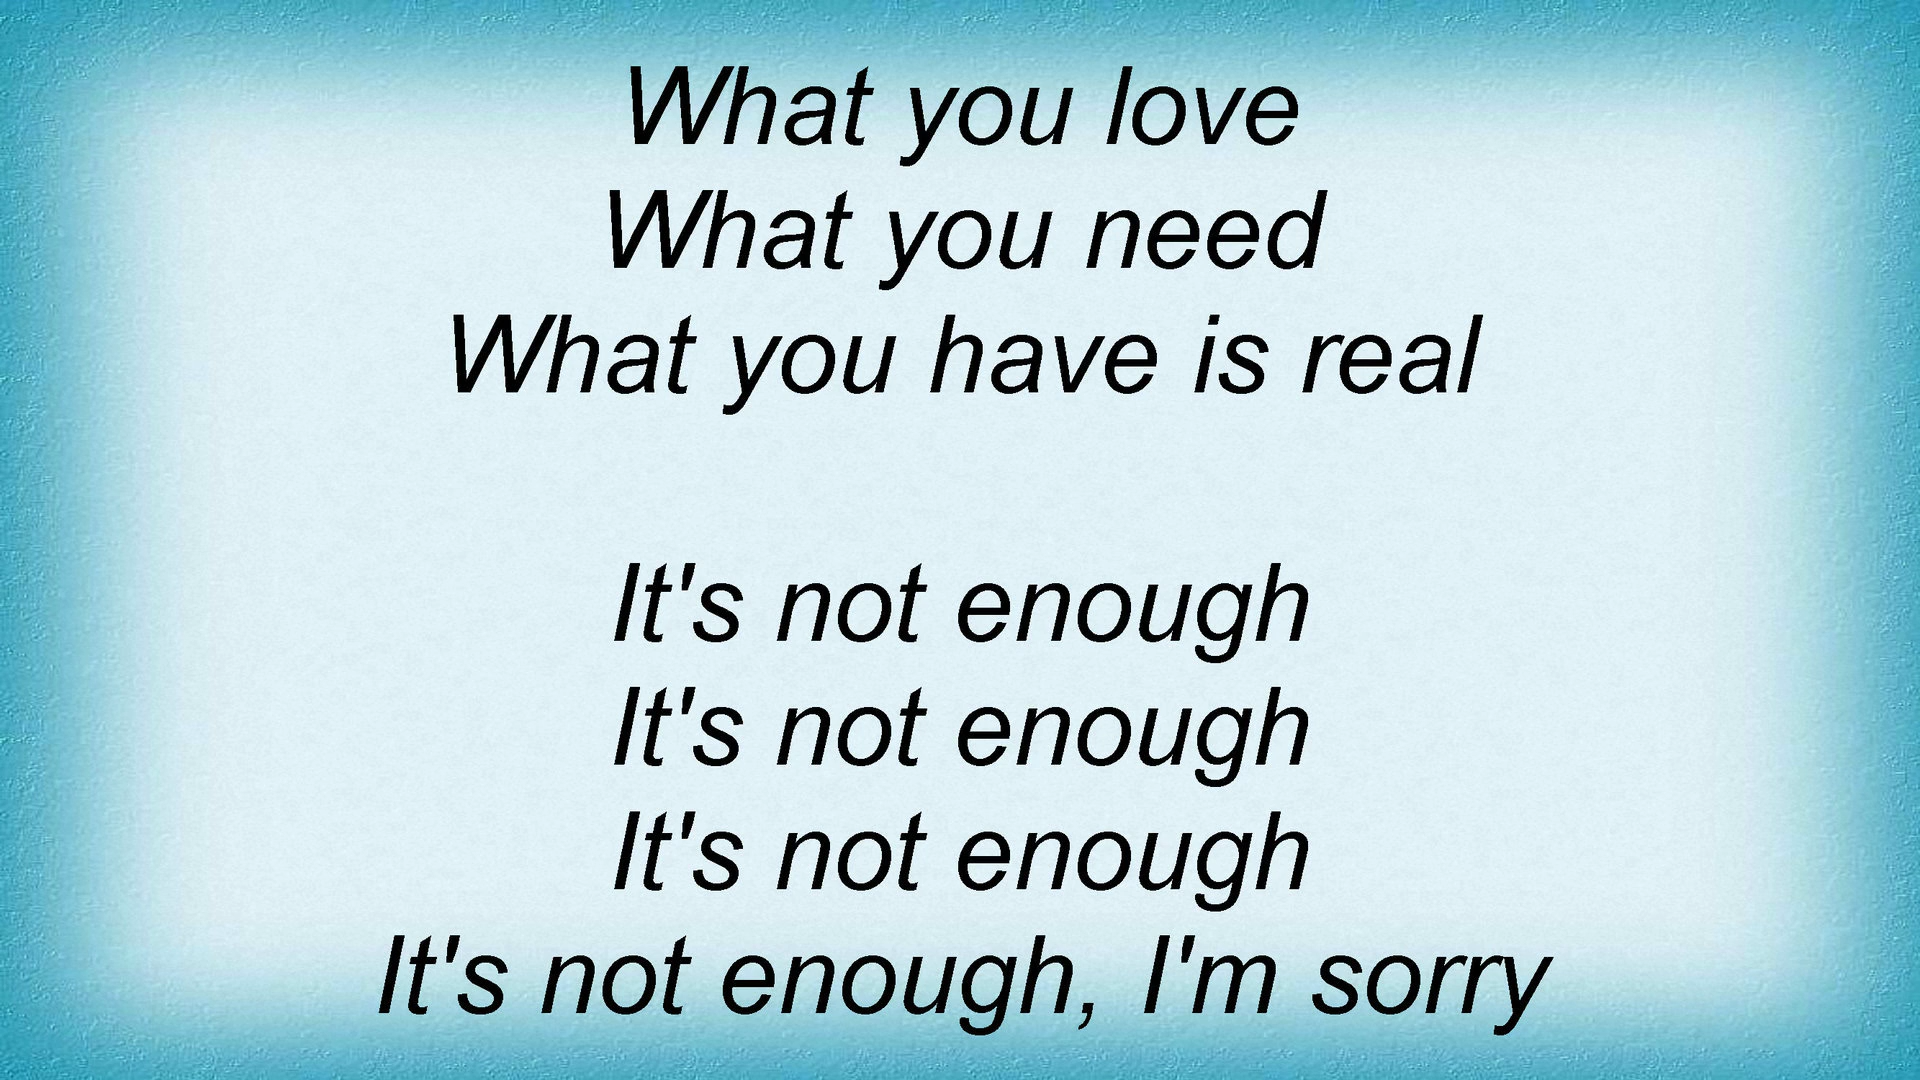 What you love
What you need
What you have is real
It's not enough
It's not enough
It's not enough
It's not enough, I'm sorry